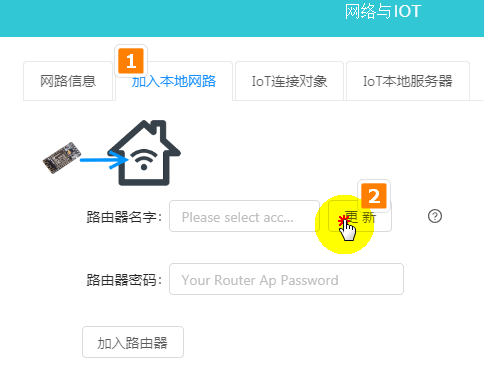 网络与IOT
1
网路信息
加入本地网路
IoT连接对象
IoT本地服务器
2
路由器名字：
Please select acc...
更 新
?
路由器密码：
Your Router Ap Password
加入路由器